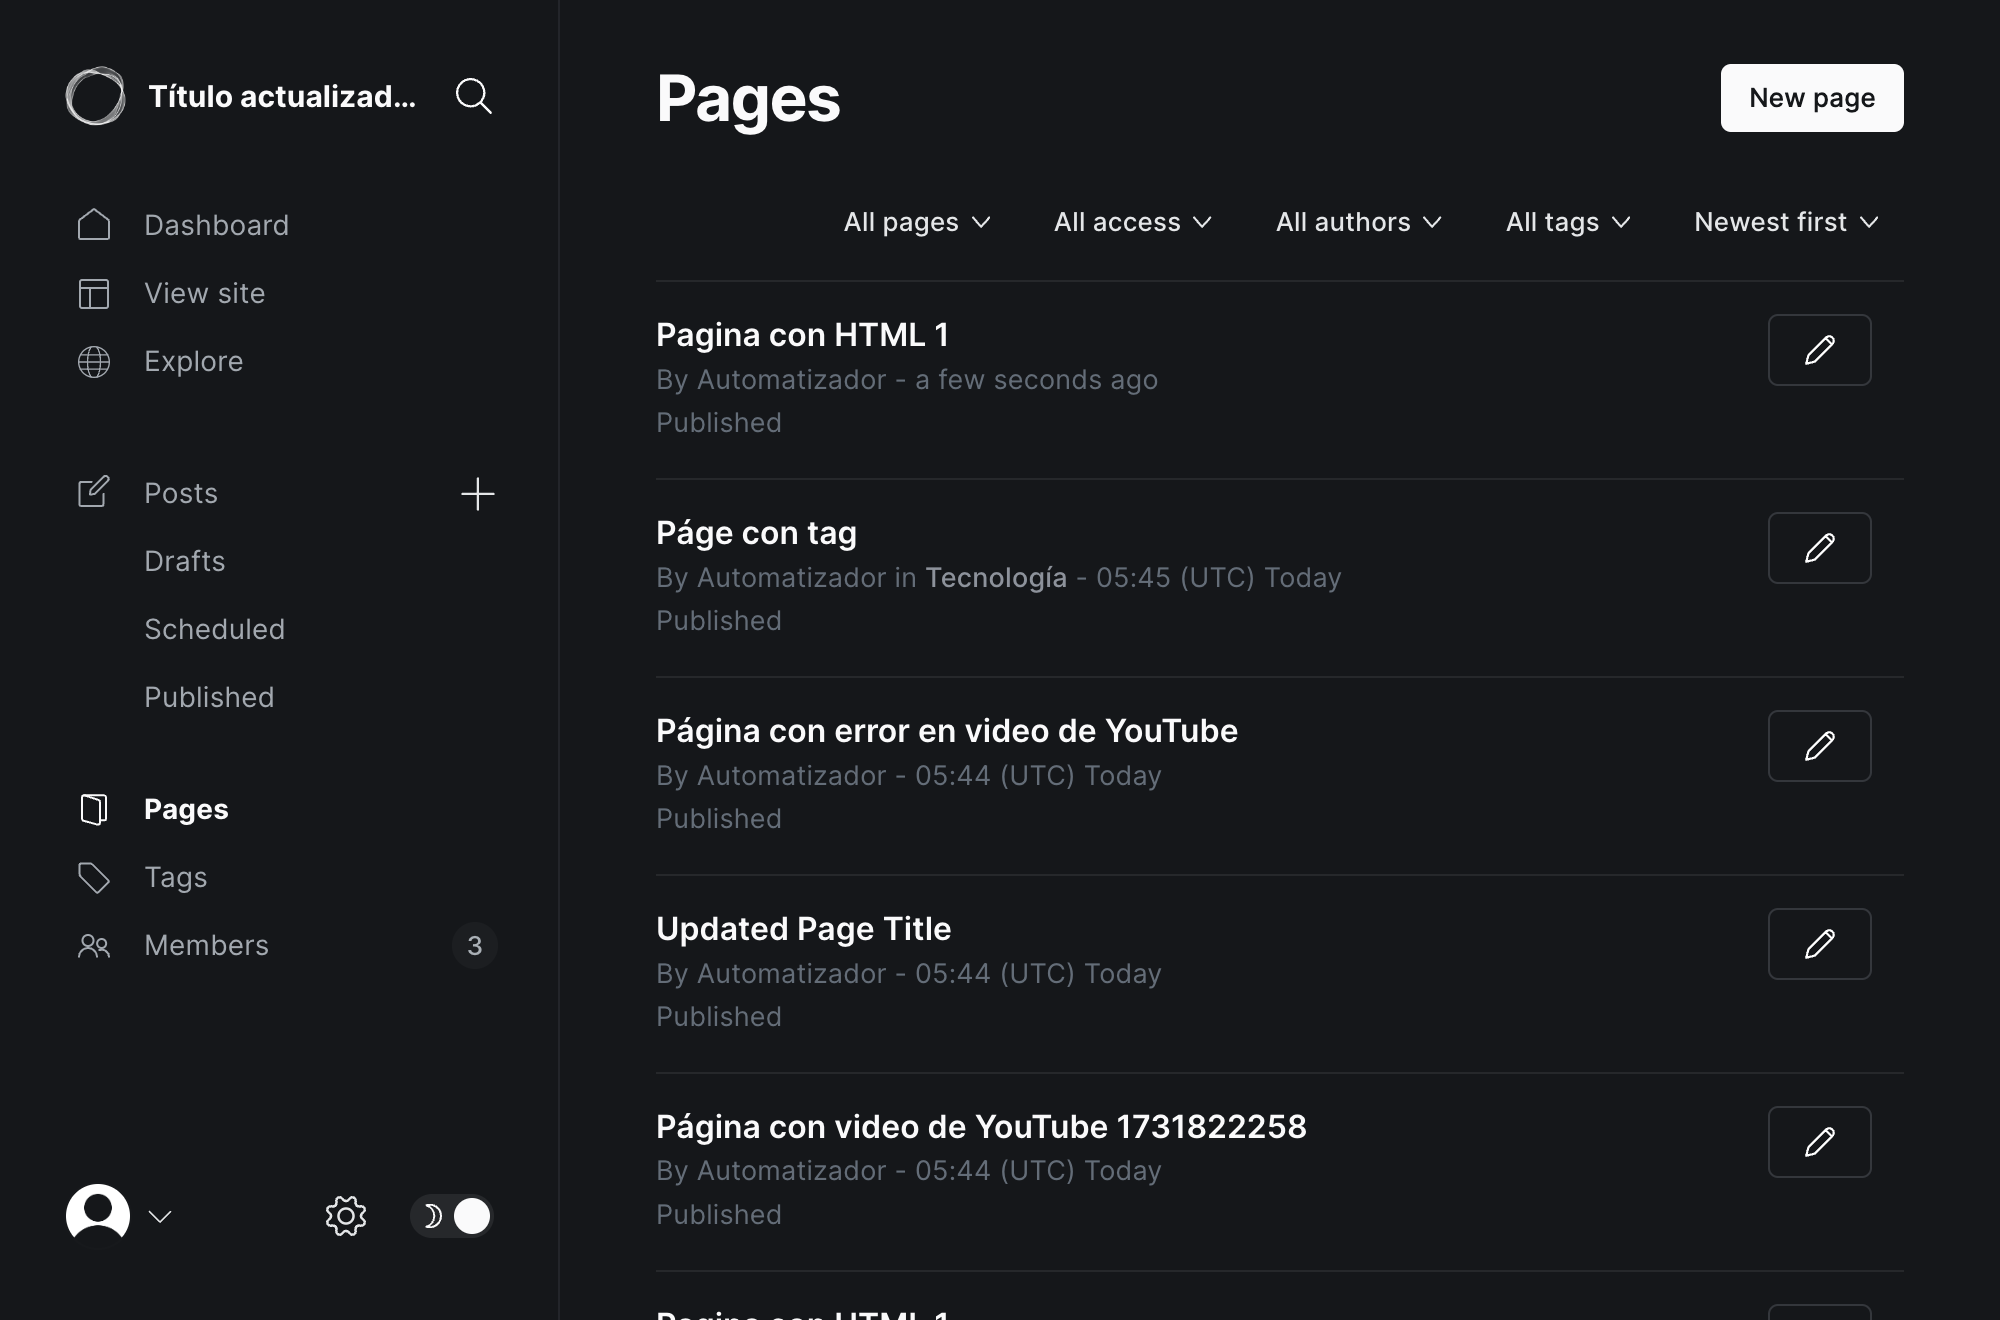 Título actualizad...
Dashboard
View site
Explore
Posts
Drafts
Scheduled
Published
Pages
Tags
Members 3
Pages
New page
All pages All access All authors All tags Newest first
Pagina con HTML 1
By Automatizador - a few seconds ago
Published
Páge con tag
By Automatizador in Tecnología - 05:45 (UTC) Today
Published
Página con error en video de YouTube
By Automatizador - 05:44 (UTC) Today
Published
Updated Page Title
By Automatizador - 05:44 (UTC) Today
Published
Página con video de YouTube 1731822258
By Automatizador - 05:44 (UTC) Today
Published
Pagina con HTML 1